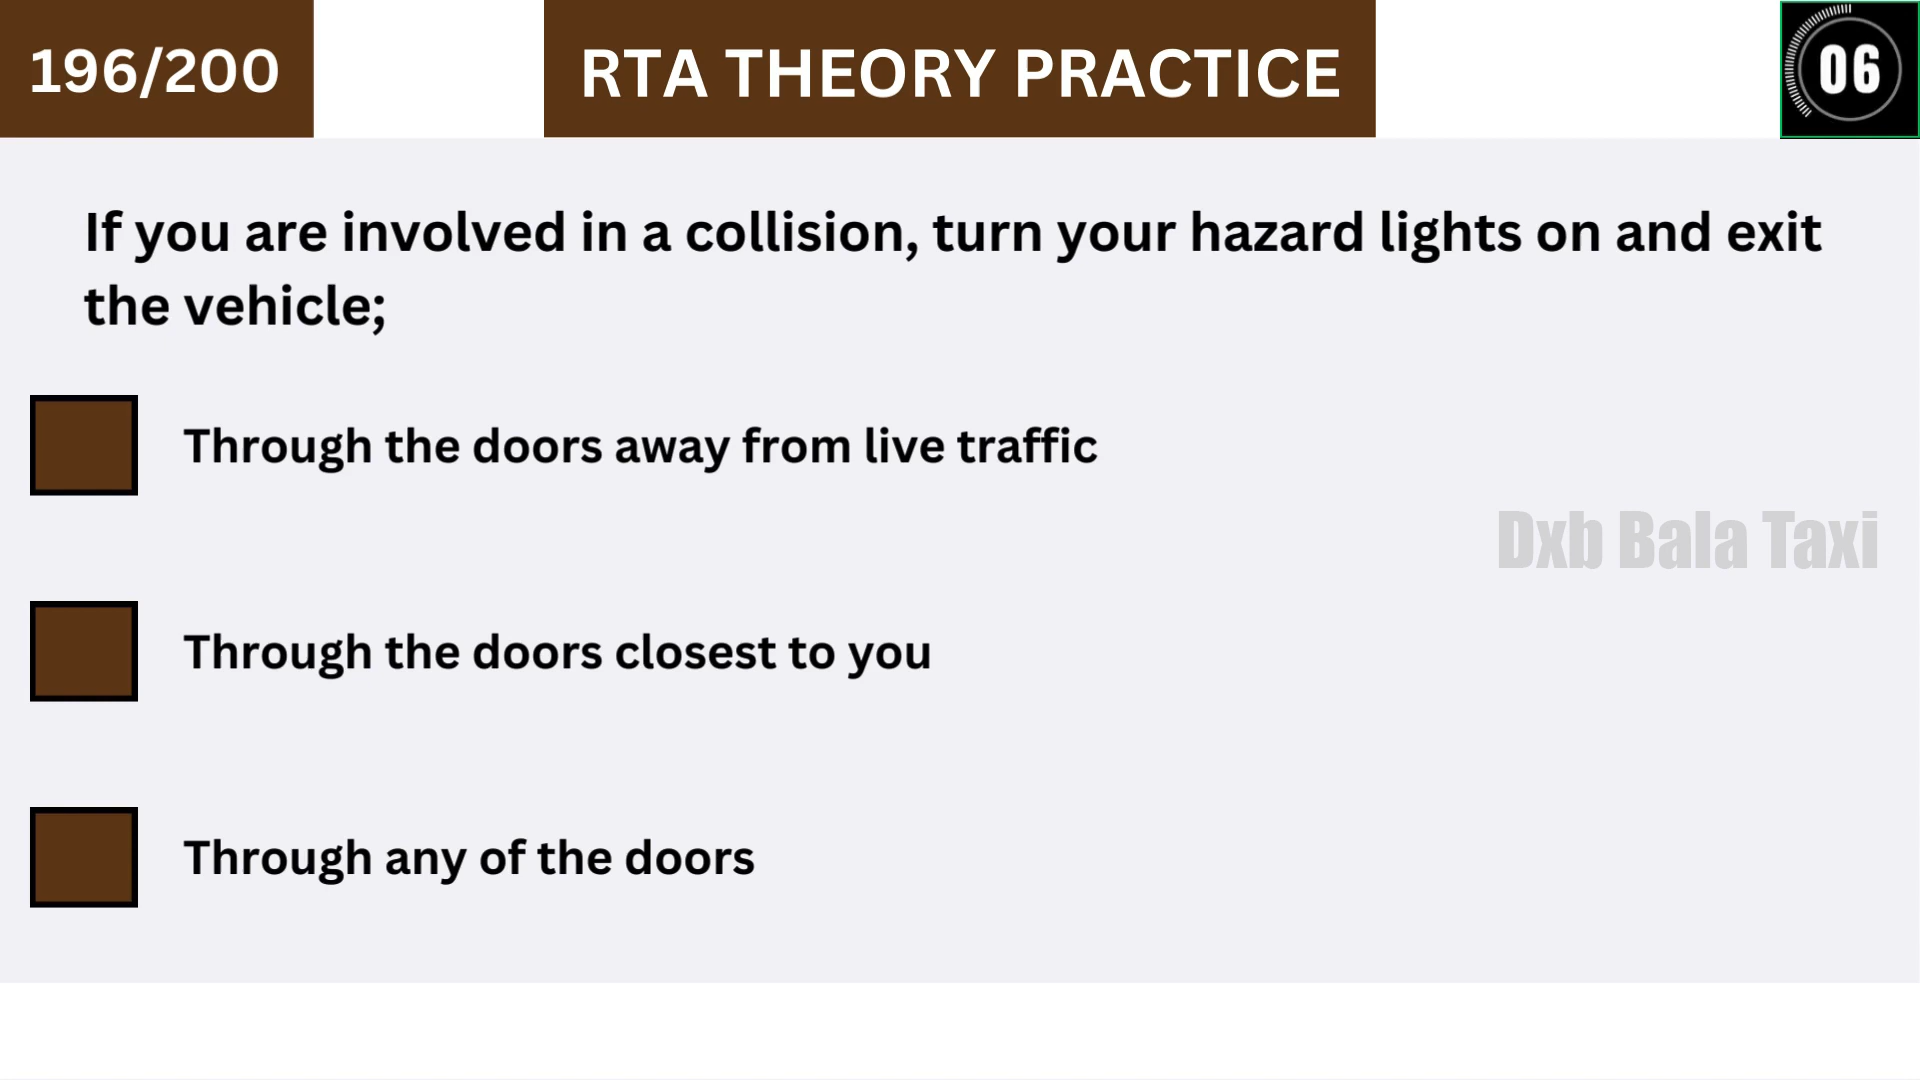 196/200
RTA THEORY PRACTICE
06
If you are involved in a collision, turn your hazard lights on and exit
the vehicle;
Through the doors away from live traffic
Dxb Bala Taxi
Through the doors closest to you
Through any of the doors